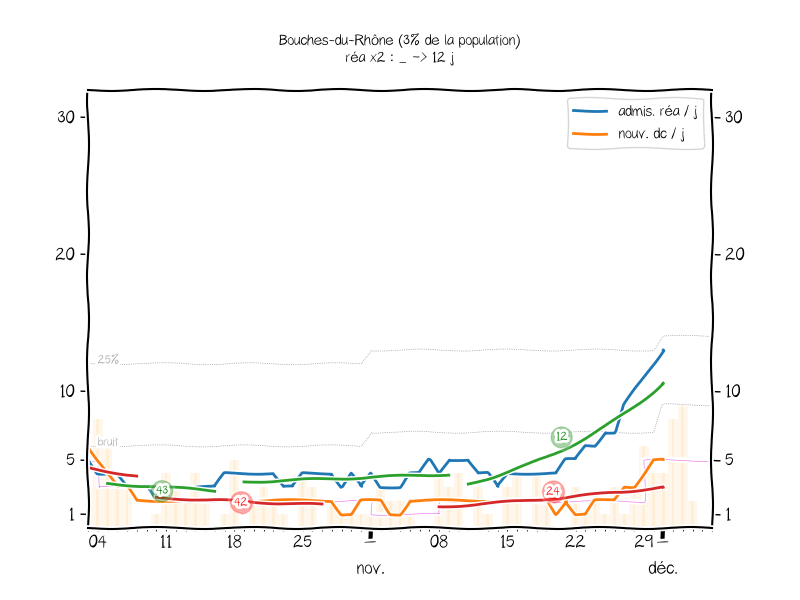 Bouches-du-Rhône (3% de la population)
réa x2 : _ -> 12 j
admis. réa / j
nouv. dc / j
30
30
20
20
25%
10
10
12
bruit
5
5
43
42
24
1
1
04 11 18 25 08 15 22 29
nov. déc.